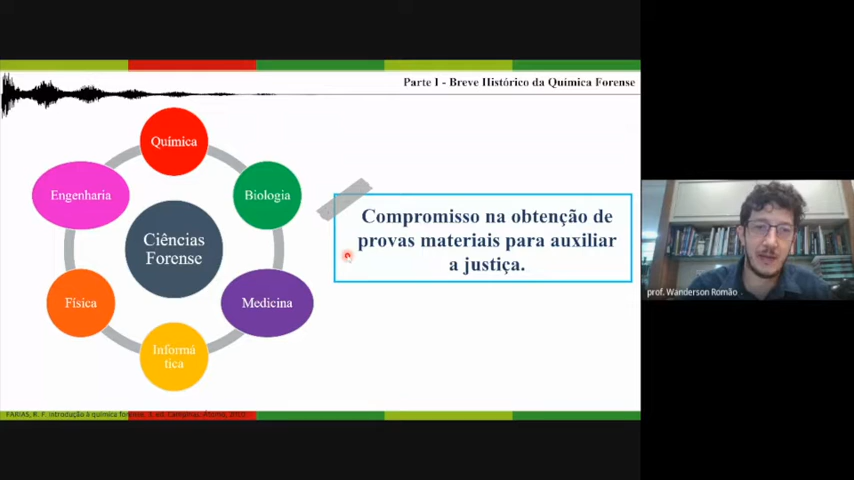 Parte I - Breve Histórico da Química Forense
Química
Engenharia
Biologia
Ciências
Forense
Física
Medicina
Informá
tica
Compromisso na obtenção de
provas materiais para auxiliar
a justiça.
prof. Wanderson Romão
FARIAS, R. F. Introdução à química forense, 3. ed. Campinas: Átomo, 2010